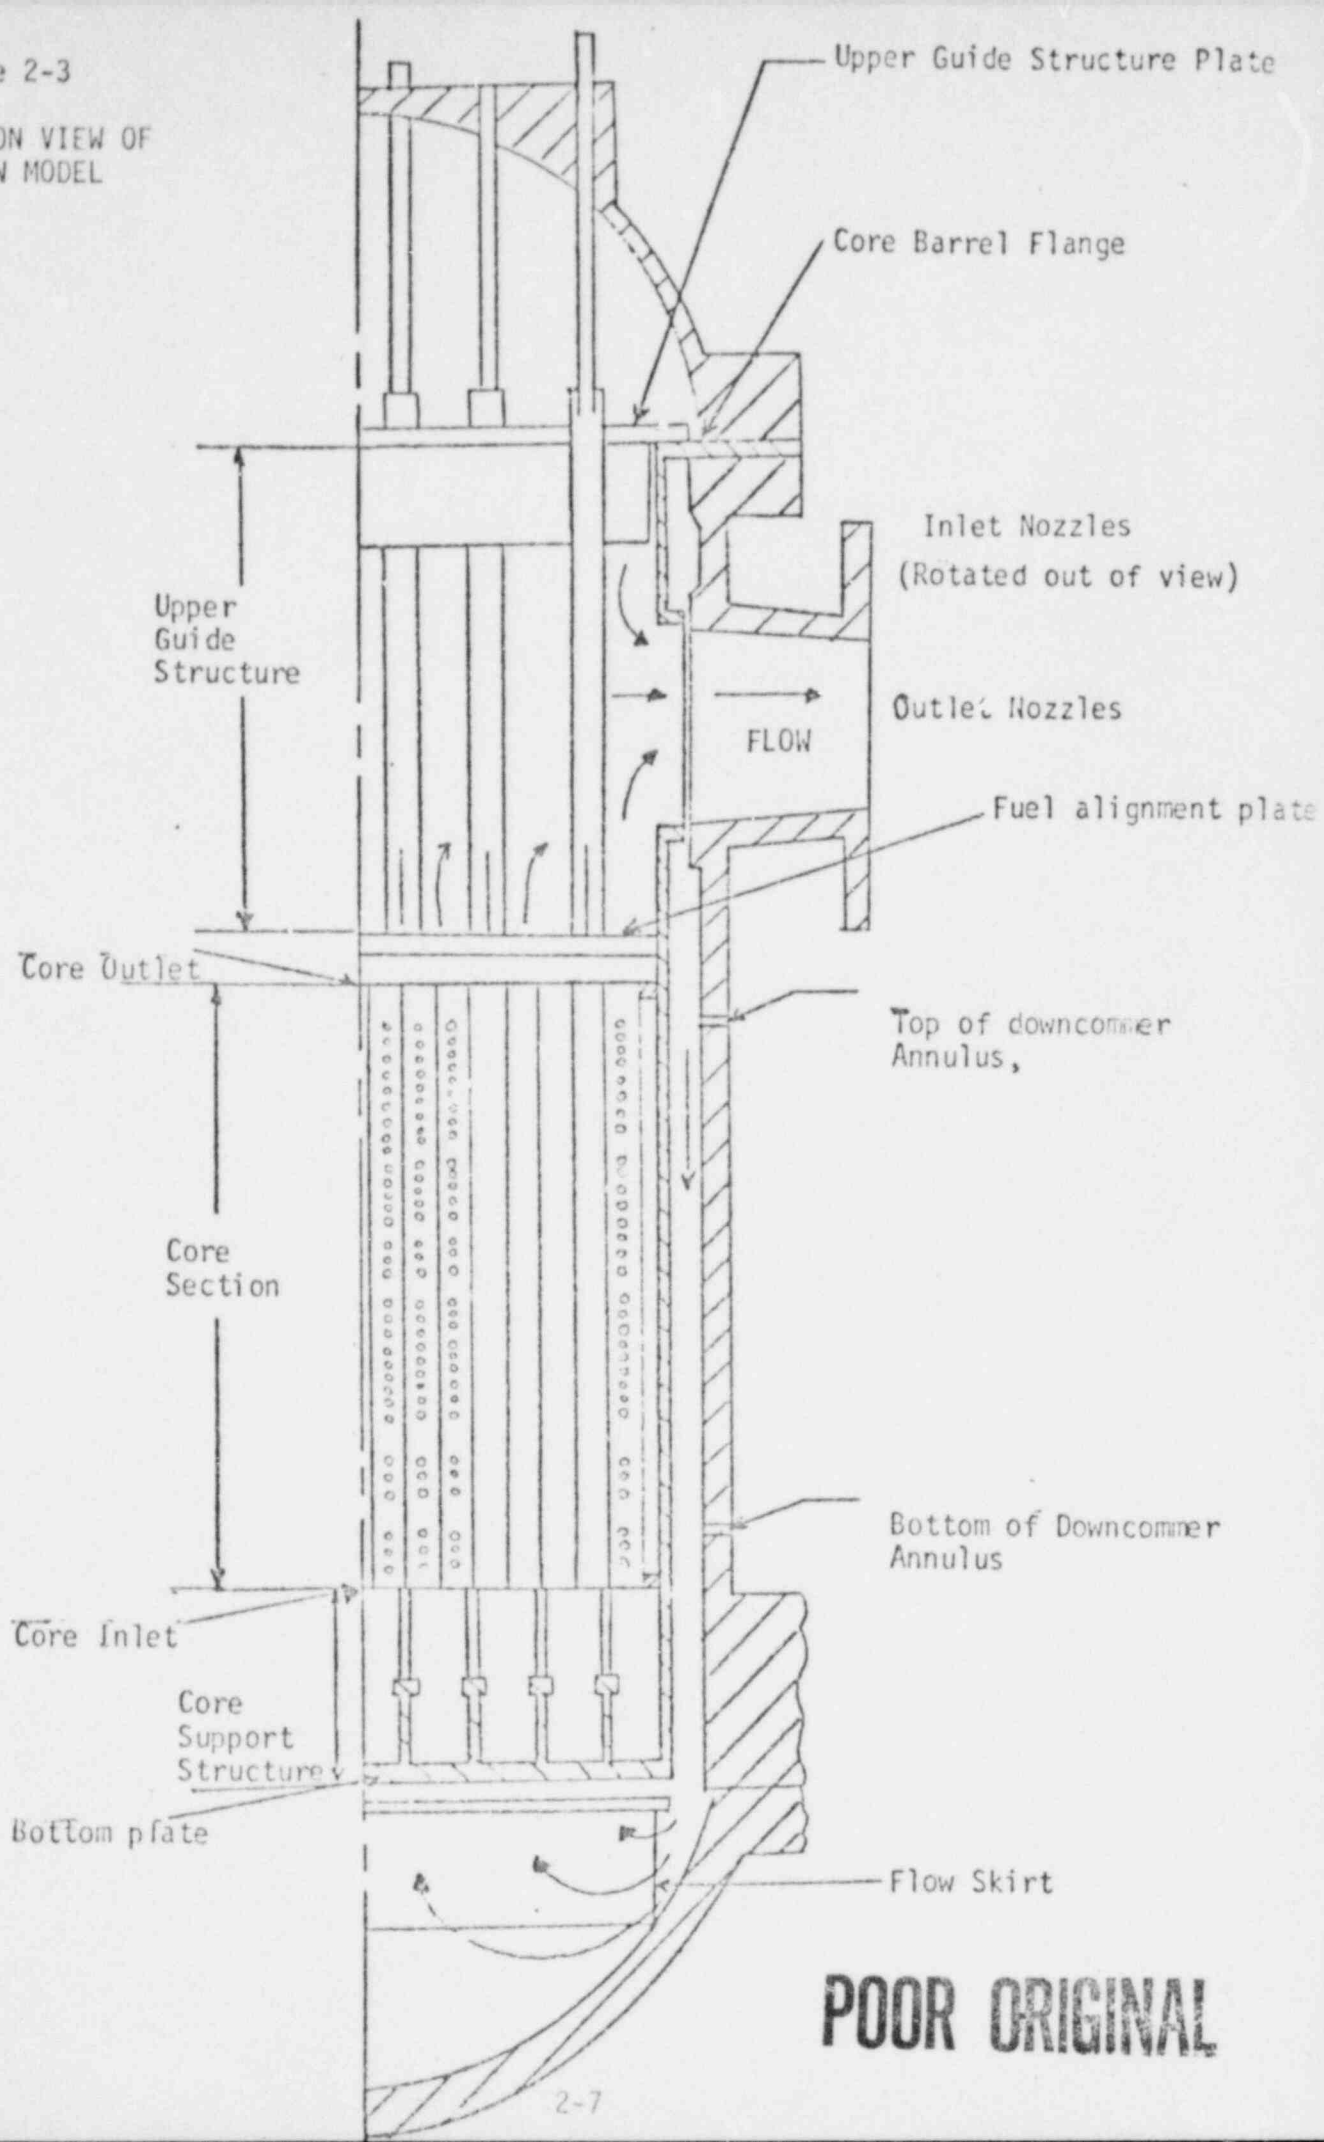 e 2-3
ON VIEW OF
W MODEL
Upper Guide Structure Plate
Core Barrel Flange
Inlet Nozzles
(Rotated out of view)
Upper
Guide
Structure
Outlet Nozzles
FLOW
Fuel alignment plate
Core Outlet
Top of downcommer
Annulus,
Core
Section
Bottom of Downcommer
Annulus
Core Inlet
Core
Support
Structure
Bottom plate
Flow Skirt
POOR ORIGINAL
2-7